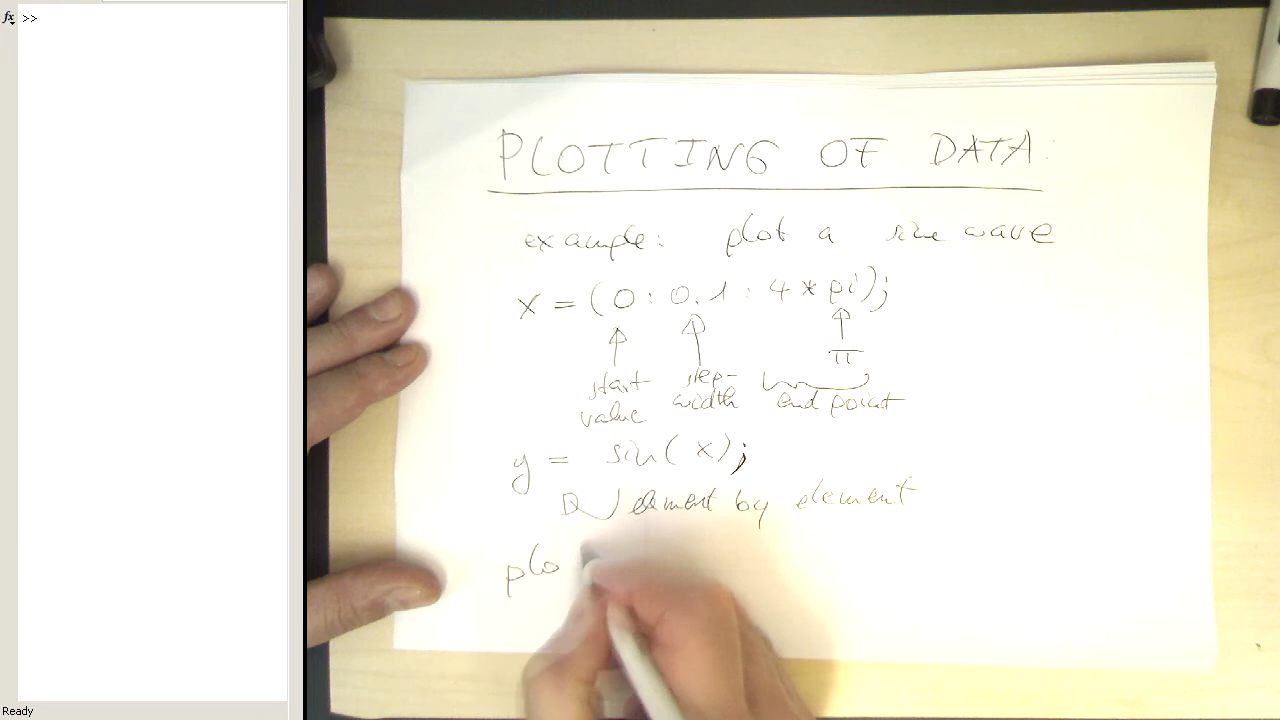 fx >>
PLOTTING OF DATA:
example: plot a sine wave
x = (0 : 0.1 : 4 * pi);
π
start step-
value width end point
y = sin(x);
element by element
plo
Ready